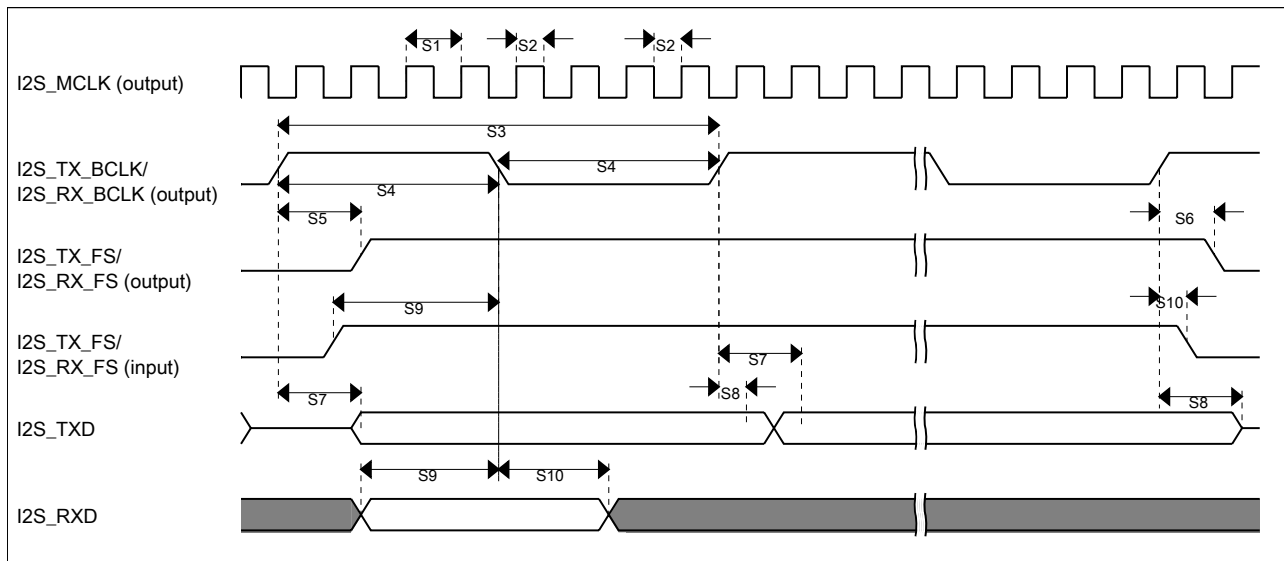 S1
S2
S2
I2S_MCLK (output)
S3
I2S_TX_BCLK/
I2S_RX_BCLK (output)
S4
S4
S5
S6
I2S_TX_FS/
I2S_RX_FS (output)
S9
S10
I2S_TX_FS/
I2S_RX_FS (input)
S7
S7
S8
S8
I2S_TXD
S9
S10
I2S_RXD